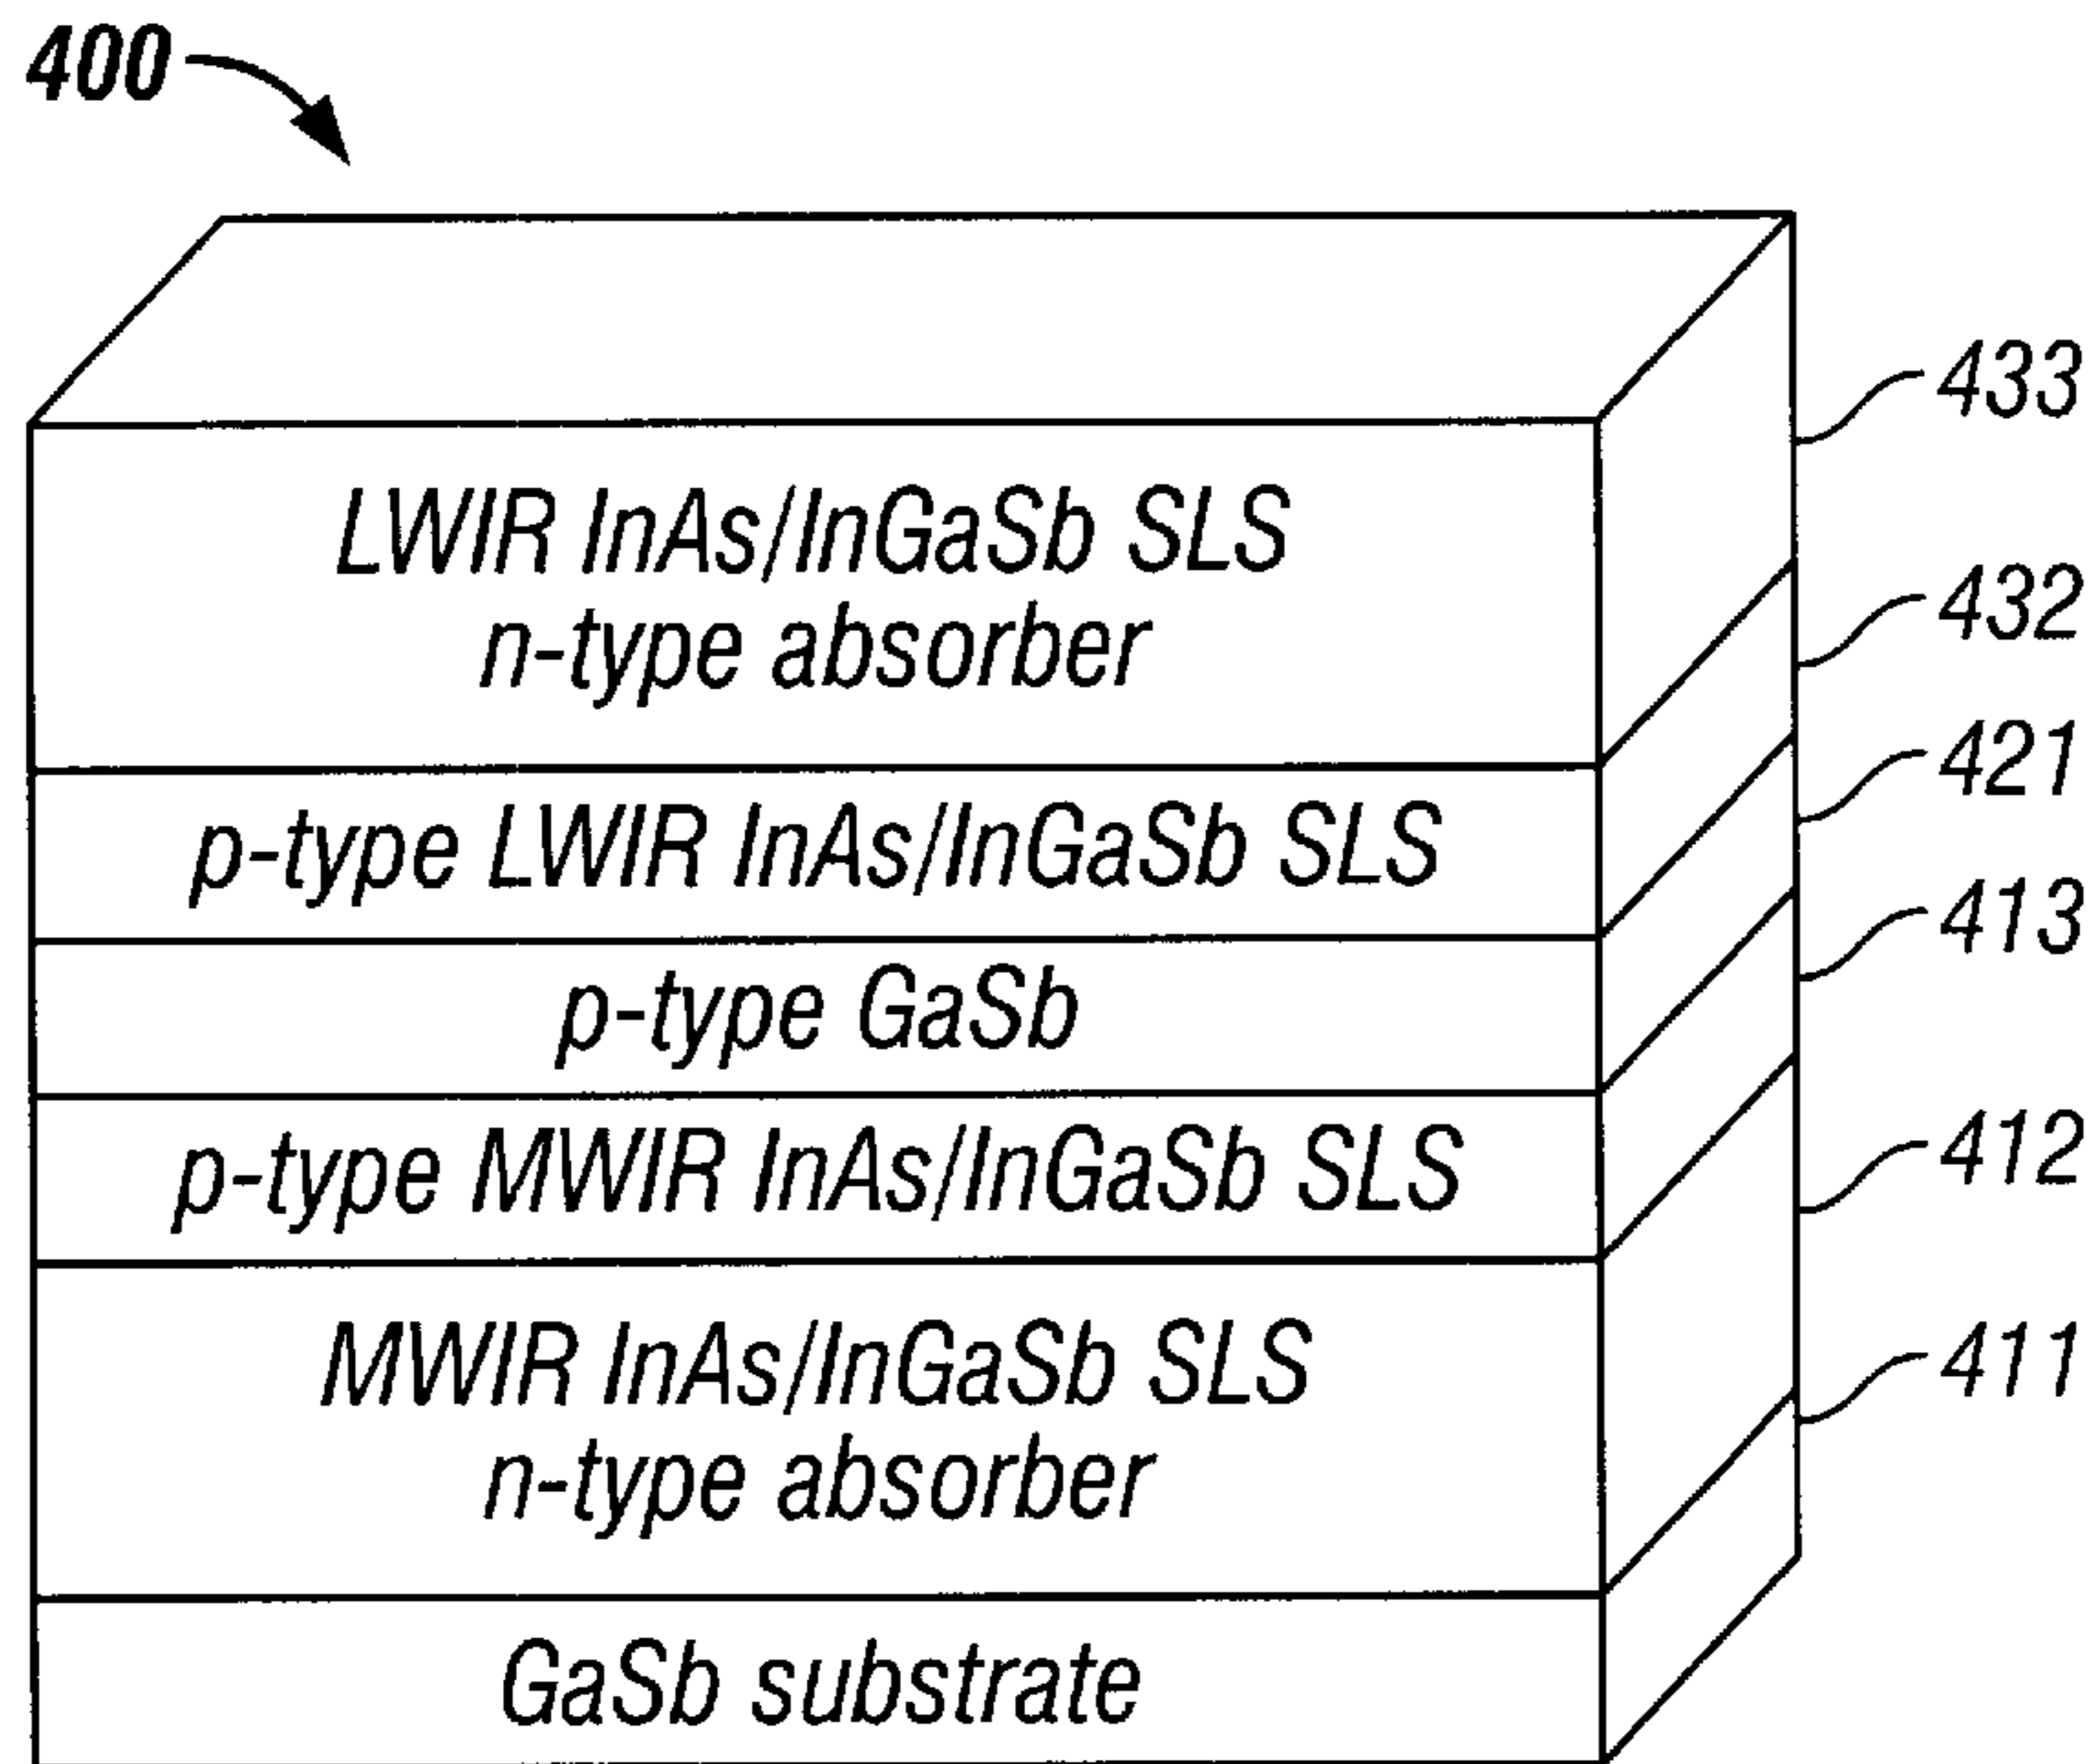 400
433
LWIR InAs/InGaSb SLS
n-type absorber
432
421
p-type LWIR InAs/InGaSb SLS
413
p-type GaSb
412
p-type MWIR InAs/InGaSb SLS
411
MWIR InAs/InGaSb SLS
n-type absorber
GaSb substrate